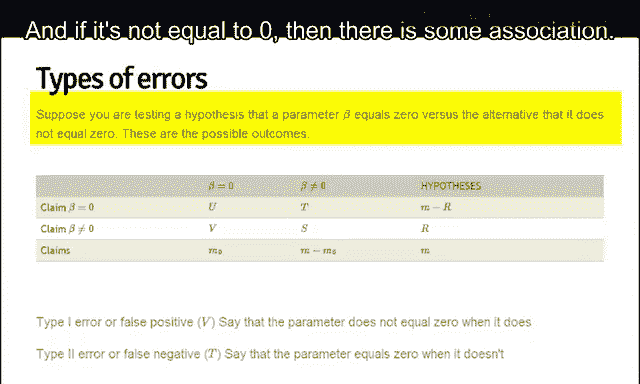 And if it's not equal to 0, then there is some association.
Types of errors
Suppose you are testing a hypothesis that a parameter β equals zero versus the alternative that it does
not equal zero. These are the possible outcomes.
β = 0 β ≠ 0 HYPOTHESES
Claim β = 0 U T m − R
Claim β ≠ 0 V S R
Claims m₀ m − m₀ m
Type I error or false positive (V) Say that the parameter does not equal zero when it does
Type II error or false negative (T) Say that the parameter equals zero when it doesn't